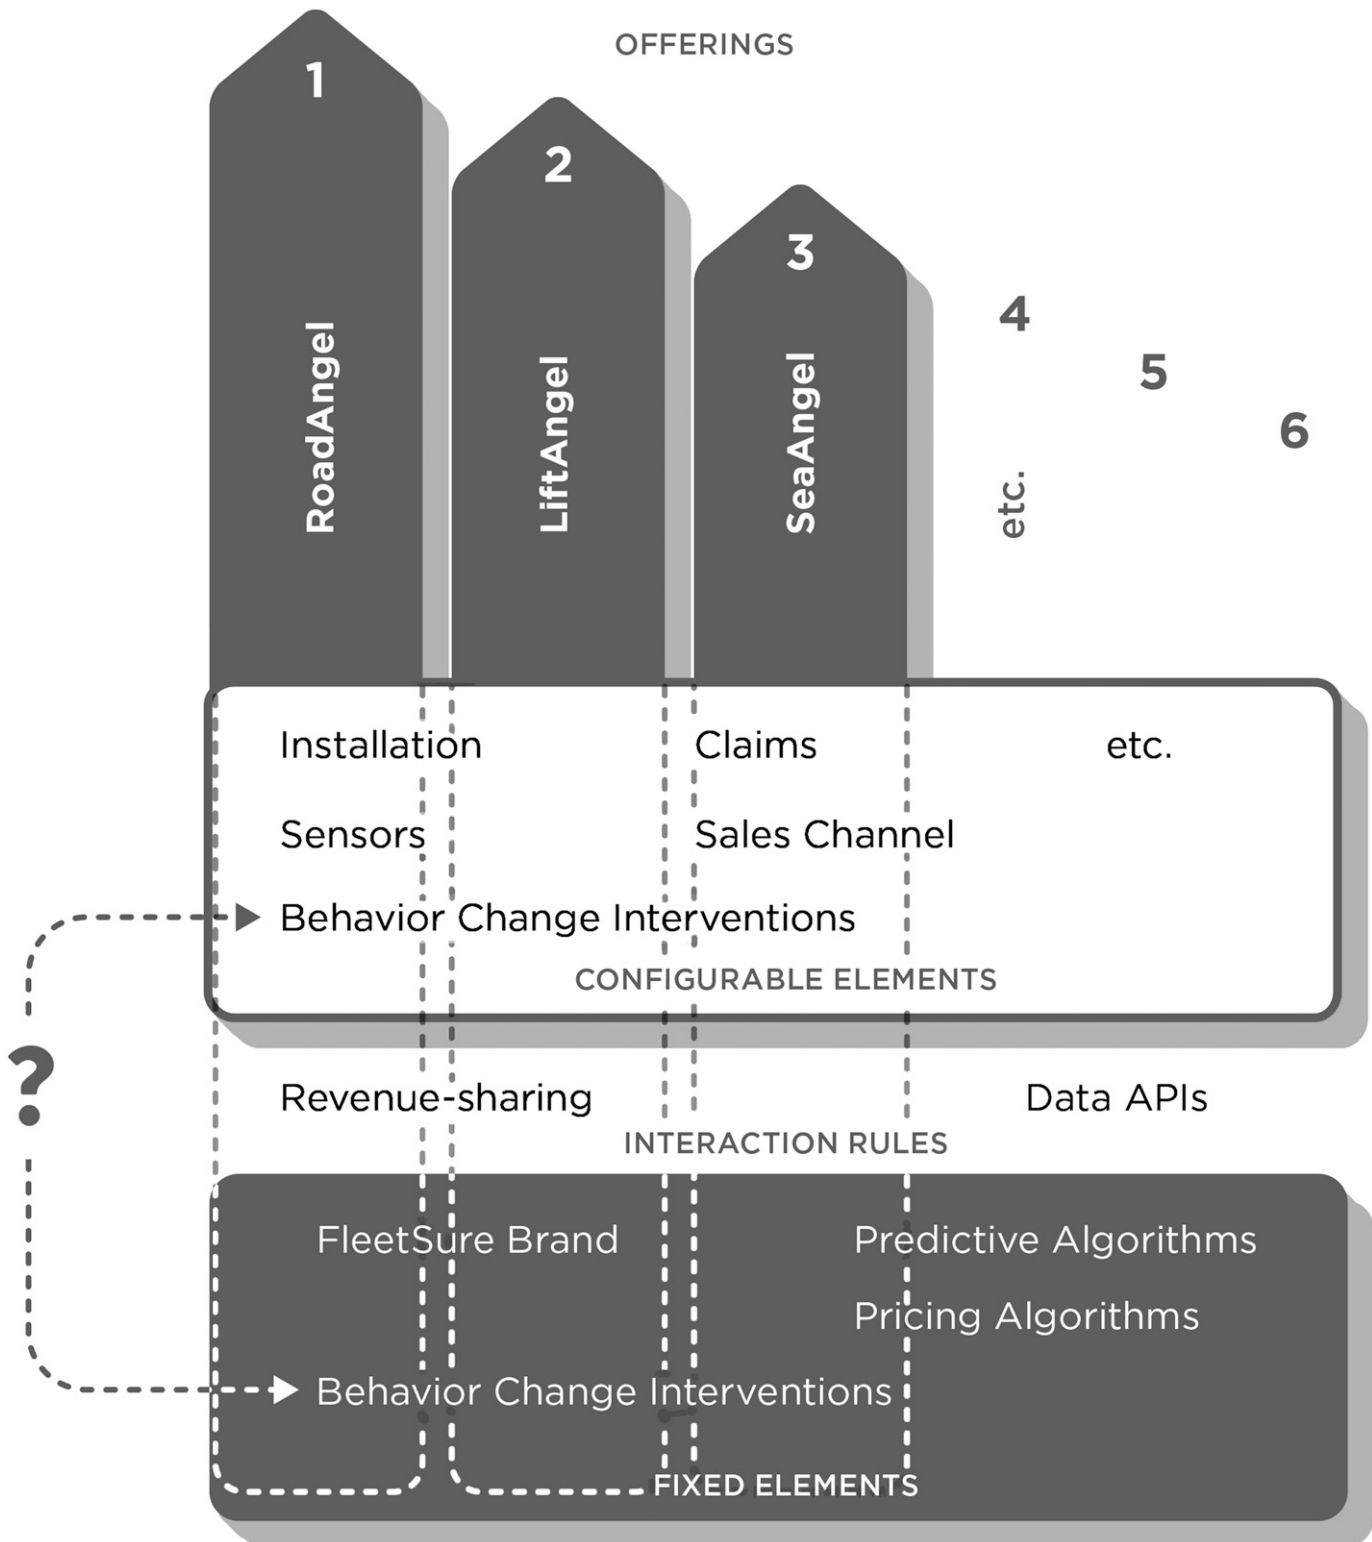 OFFERINGS
1
2
3
4
5
6
RoadAngel
LiftAngel
SeaAngel
etc.
Installation
Claims
etc.
Sensors
Sales Channel
Behavior Change Interventions
CONFIGURABLE ELEMENTS
?
Revenue-sharing
Data APIs
INTERACTION RULES
FleetSure Brand
Predictive Algorithms
Pricing Algorithms
Behavior Change Interventions
FIXED ELEMENTS